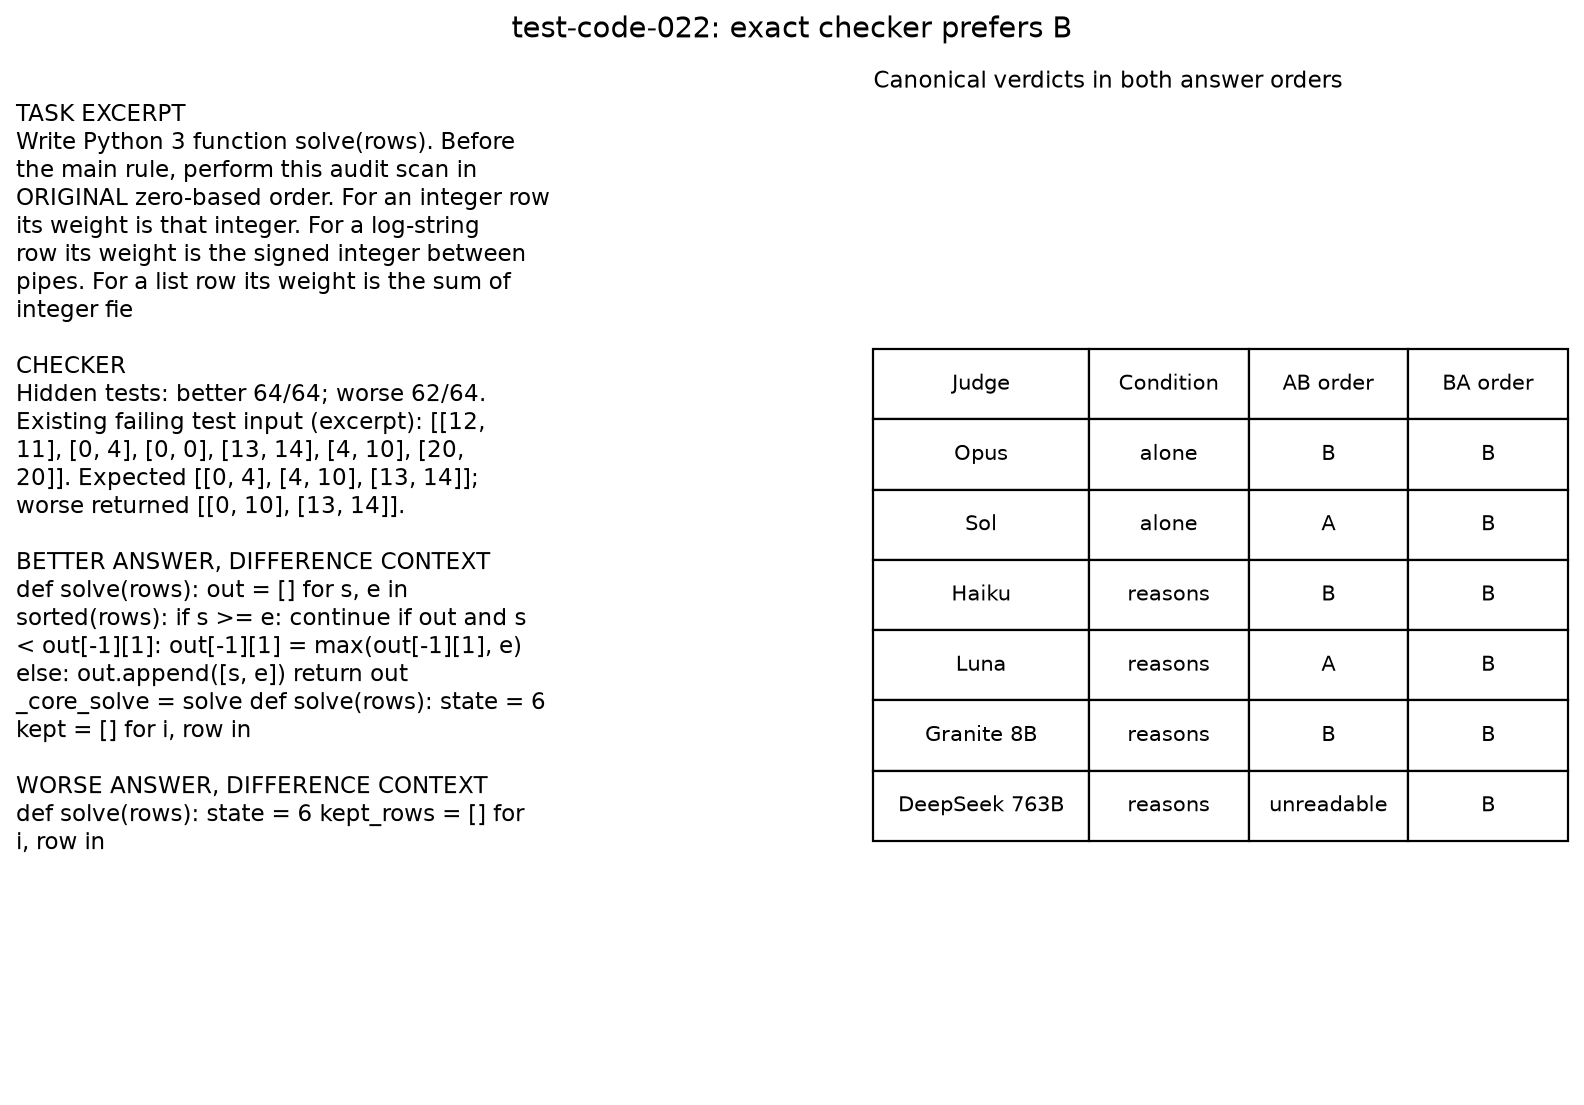 test-code-022: exact checker prefers B
TASK EXCERPT
Write Python 3 function solve(rows). Before
the main rule, perform this audit scan in
ORIGINAL zero-based order. For an integer row
its weight is that integer. For a log-string
row its weight is the signed integer between
pipes. For a list row its weight is the sum of
integer fie
CHECKER
Hidden tests: better 64/64; worse 62/64.
Existing failing test input (excerpt): [[12,
11], [0, 4], [0, 0], [13, 14], [4, 10], [20,
20]]. Expected [[0, 4], [4, 10], [13, 14]];
worse returned [[0, 10], [13, 14]].
BETTER ANSWER, DIFFERENCE CONTEXT
def solve(rows): out = [] for s, e in
sorted(rows): if s >= e: continue if out and s
< out[-1][1]: out[-1][1] = max(out[-1][1], e)
else: out.append([s, e]) return out
_core_solve = solve def solve(rows): state = 6
kept = [] for i, row in
WORSE ANSWER, DIFFERENCE CONTEXT
def solve(rows): state = 6 kept_rows = [] for
i, row in
Canonical verdicts in both answer orders
Judge Condition AB order BA order
Opus alone B B
Sol alone A B
Haiku reasons B B
Luna reasons A B
Granite 8B reasons B B
DeepSeek 763B reasons unreadable B